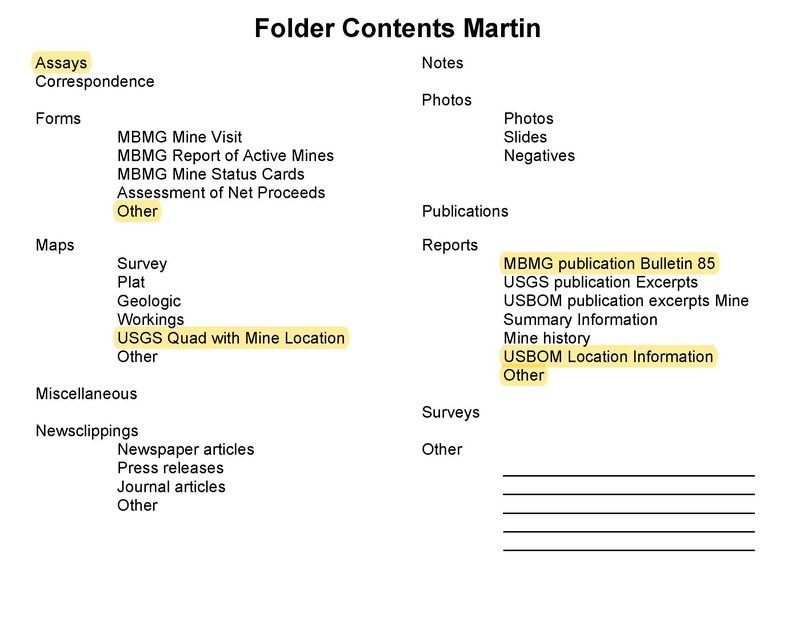 Folder Contents Martin
Assays
Correspondence
Forms
MBMG Mine Visit
MBMG Report of Active Mines
MBMG Mine Status Cards
Assessment of Net Proceeds
Other
Maps
Survey
Plat
Geologic
Workings
USGS Quad with Mine Location
Other
Miscellaneous
Newsclippings
Newspaper articles
Press releases
Journal articles
Other
Notes
Photos
Photos
Slides
Negatives
Publications
Reports
MBMG publication Bulletin 85
USGS publication Excerpts
USBOM publication excerpts Mine
Summary Information
Mine history
USBOM Location Information
Other
Surveys
Other